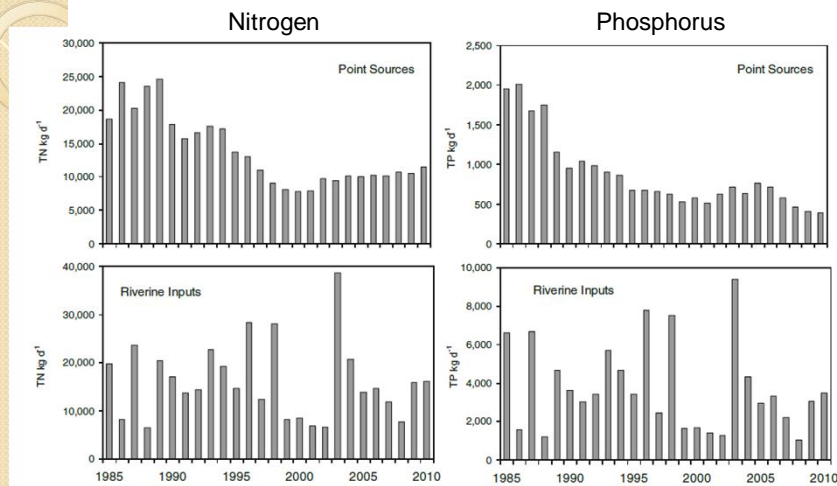 Nitrogen
Phosphorus
30,000
25,000
20,000
15,000
10,000
5,000
0
TN kg d⁻¹
Point Sources
2,500
2,000
1,500
1,000
500
0
TP kg d⁻¹
Point Sources
40,000
30,000
20,000
10,000
0
TN kg d⁻¹
Riverine Inputs
1985 1990 1995 2000 2005 2010
10,000
8,000
6,000
4,000
2,000
0
TP kg d⁻¹
Riverine Inputs
1985 1990 1995 2000 2005 2010